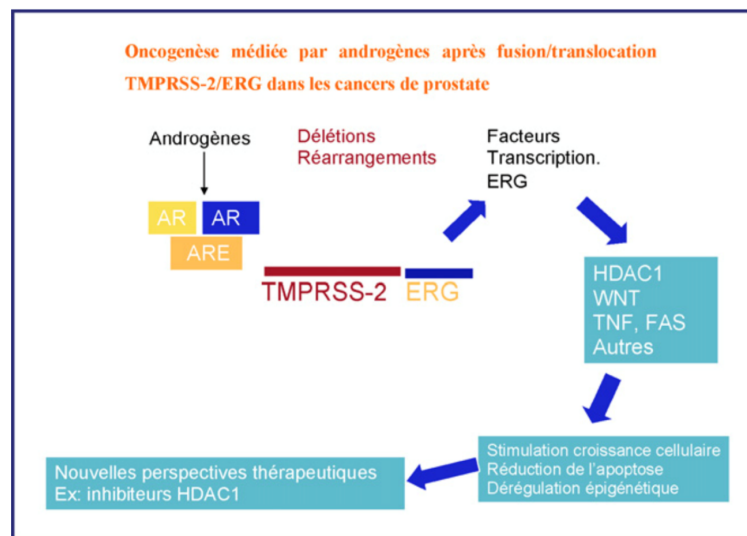 Oncogenèse médiée par androgènes après fusion/translocation
TMPRSS-2/ERG dans les cancers de prostate
Androgènes
Délétions
Réarrangements
Facteurs
Transcription.
ERG
AR AR
ARE
TMPRSS-2 ERG
HDAC1
WNT
TNF, FAS
Autres
Stimulation croissance cellulaire
Réduction de l'apoptose
Dérégulation épigénétique
Nouvelles perspectives thérapeutiques
Ex: inhibiteurs HDAC1